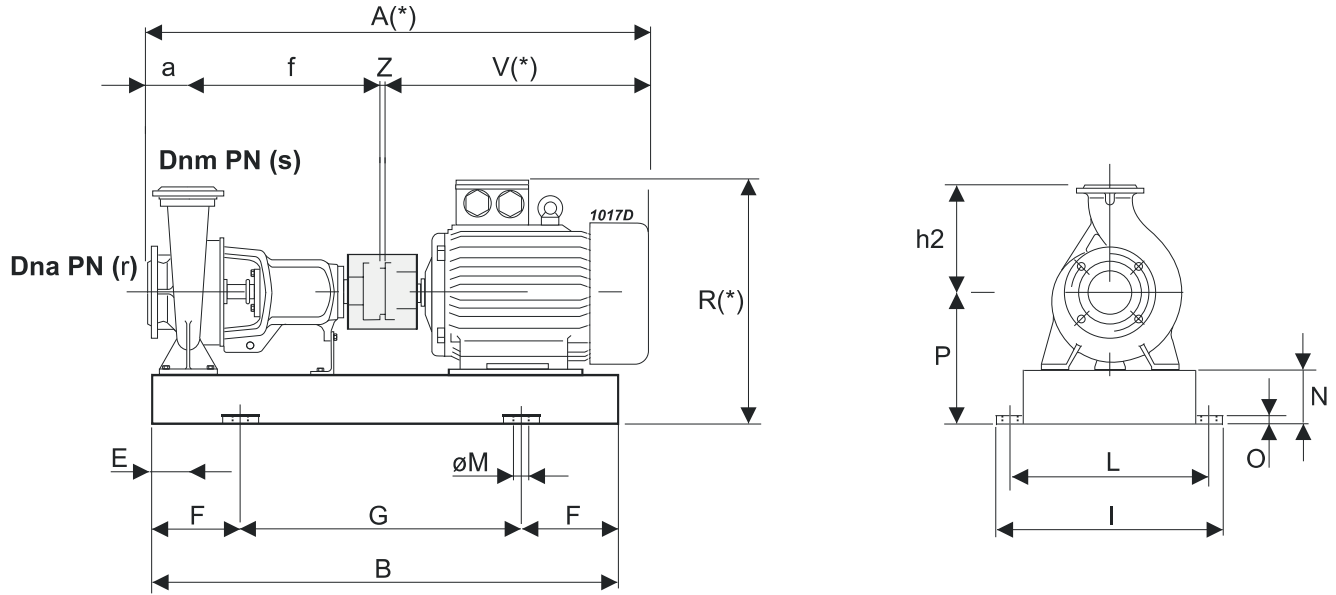 A(*)
a f Z V(*)
Dnm PN (s)
1017D
Dna PN (r)
h2
R(*)
P
N
E
øM
O
L
F G F
I
B